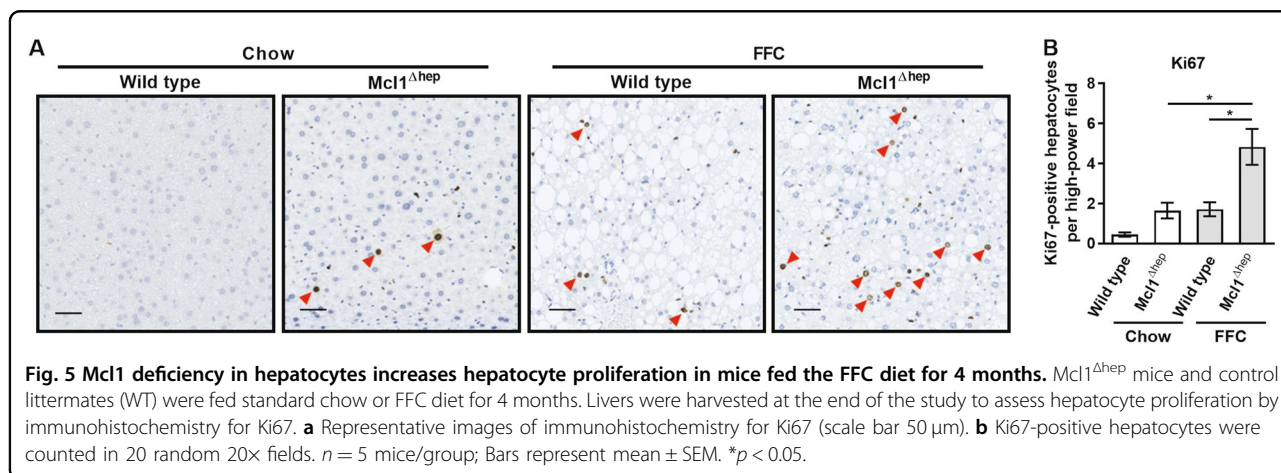 A
Chow
FFC
Wild type
Mcl1Δhep
Wild type
Mcl1Δhep
B
Ki67
Ki67-positive hepatocytes
per high-power field
8
6
4
2
0
*
*
Wild type
Mcl1Δhep
Wild type
Mcl1Δhep
Chow
FFC
Fig. 5 Mcl1 deficiency in hepatocytes increases hepatocyte proliferation in mice fed the FFC diet for 4 months. Mcl1Δhep mice and control
littermates (WT) were fed standard chow or FFC diet for 4 months. Livers were harvested at the end of the study to assess hepatocyte proliferation by
immunohistochemistry for Ki67. a Representative images of immunohistochemistry for Ki67 (scale bar 50 μm). b Ki67-positive hepatocytes were
counted in 20 random 20× fields. n = 5 mice/group; Bars represent mean ± SEM. *p < 0.05.